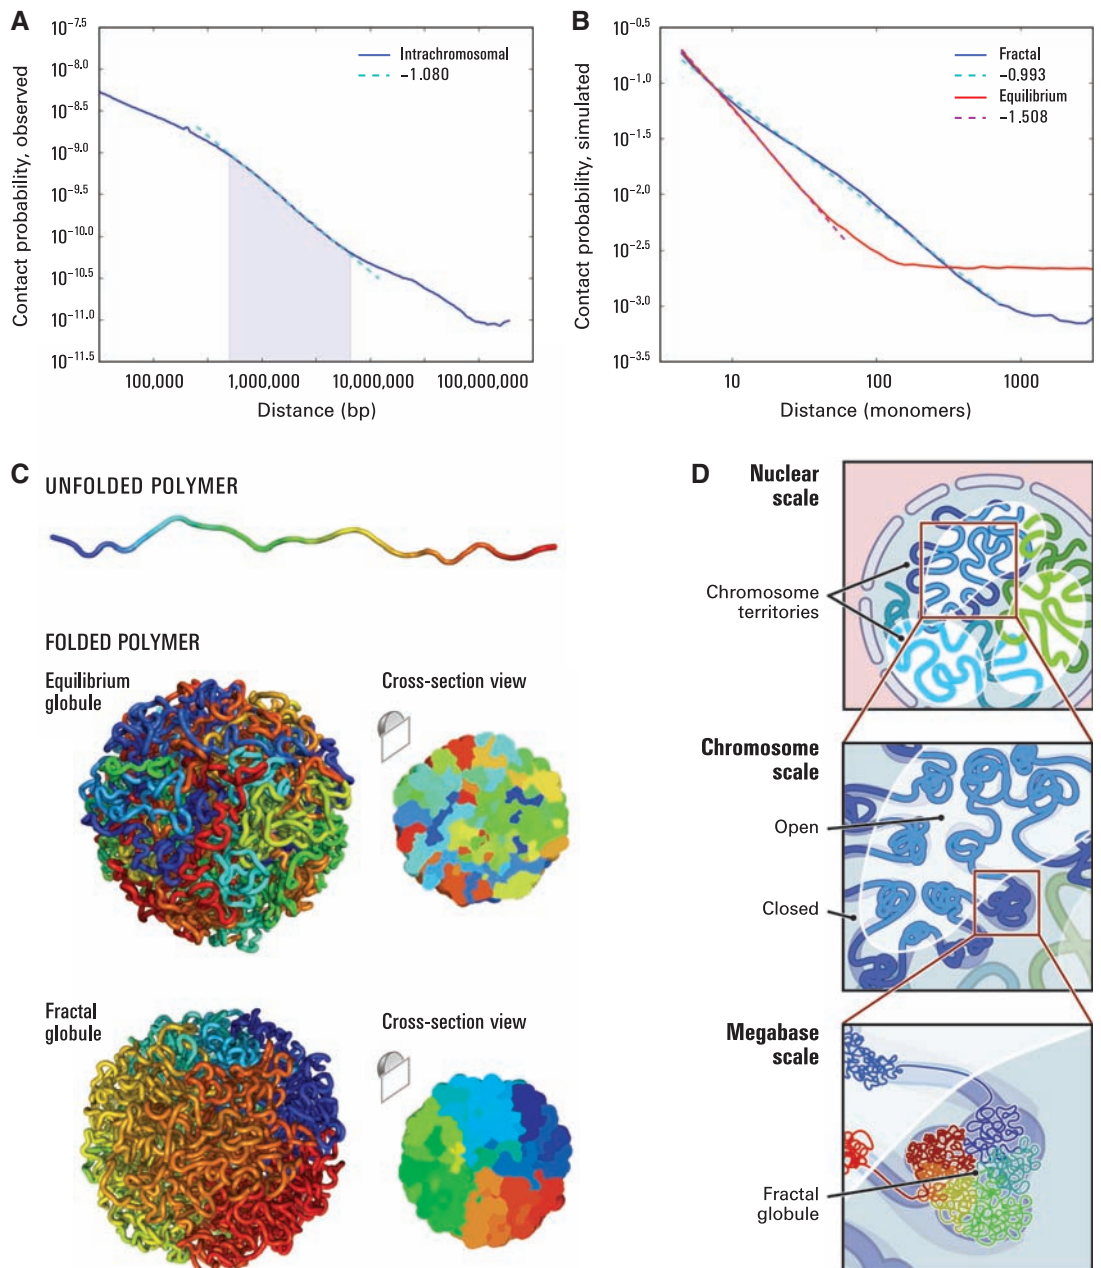 A
Contact probability, observed
10^−7.5
10^−8.0
10^−8.5
10^−9.0
10^−9.5
10^−10.0
10^−10.5
10^−11.0
10^−11.5
Intrachromosomal
−1.080
100,000
1,000,000
10,000,000
100,000,000
Distance (bp)
B
Contact probability, simulated
10^−0.5
10^−1.0
10^−1.5
10^−2.0
10^−2.5
10^−3.0
10^−3.5
Fractal
−0.993
Equilibrium
−1.508
10
100
1000
Distance (monomers)
C
UNFOLDED POLYMER
FOLDED POLYMER
Equilibrium
globule
Cross-section view
Fractal
globule
Cross-section view
D
Nuclear
scale
Chromosome
territories
Chromosome
scale
Open
Closed
Megabase
scale
Fractal
globule